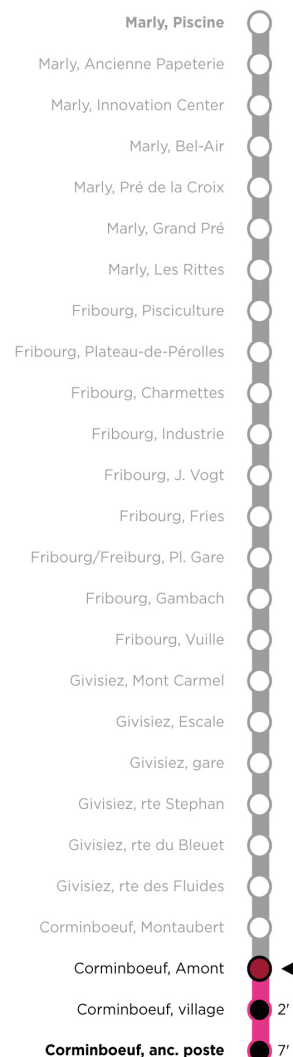 Marly, Piscine
Marly, Ancienne Papeterie
Marly, Innovation Center
Marly, Bel-Air
Marly, Pré de la Croix
Marly, Grand Pré
Marly, Les Rittes
Fribourg, Pisciculture
Fribourg, Plateau-de-Pérolles
Fribourg, Charmettes
Fribourg, Industrie
Fribourg, J. Vogt
Fribourg, Fries
Fribourg/Freiburg, Pl. Gare
Fribourg, Gambach
Fribourg, Vuille
Givisiez, Mont Carmel
Givisiez, Escale
Givisiez, gare
Givisiez, rte Stephan
Givisiez, rte du Bleuet
Givisiez, rte des Fluides
Corminboeuf, Montaubert
Corminboeuf, Amont
Corminboeuf, village 2'
Corminboeuf, anc. poste 7'